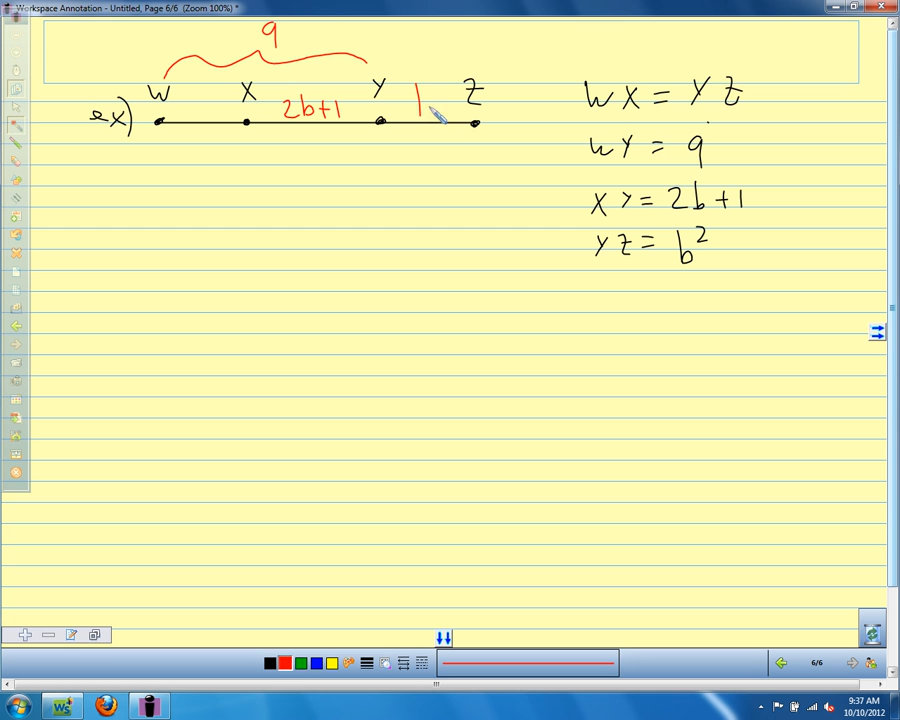 Workspace Annotation - Untitled, Page 6/6 (Zoom 100%) *
9
W X Y Z
ex) 2b+1 |
WX = YZ
WY = 9
XY = 2b+1
YZ = b²
6/6
9:37 AM
10/10/2012